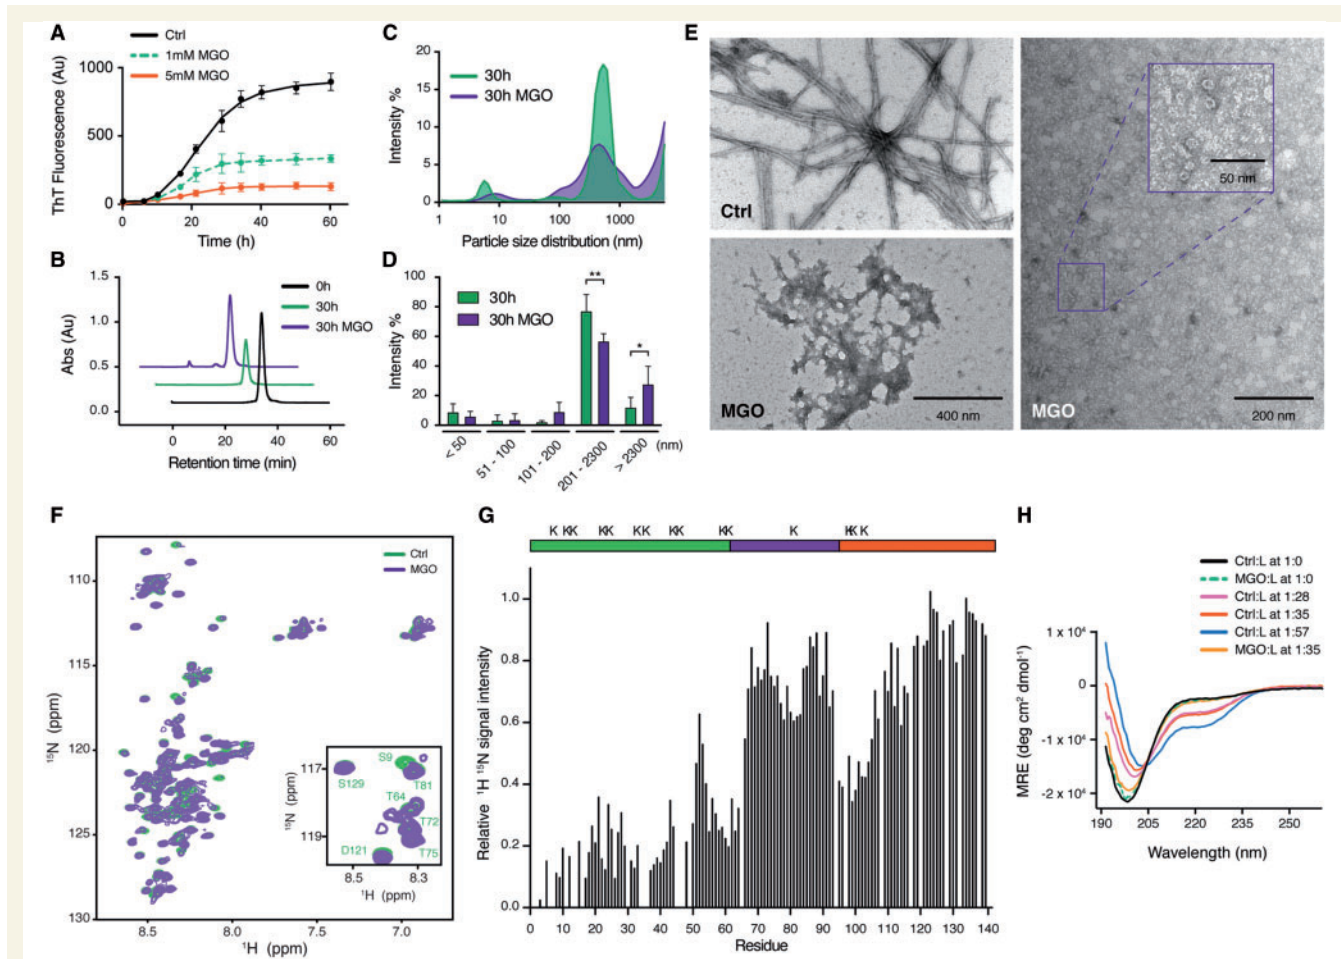 A
Ctrl
1mM MGO
5mM MGO
1000
500
0
ThT Fluorescence (Au)
0 20 40 60
Time (h)
B
1.5
1.0
0.5
0.0
Abs (Au)
0h
30h
30h MGO
0 20 40 60
Retention time (min)
C
20
15
10
5
0
Intensity %
30h
30h MGO
1 10 100 1000
Particle size distribution (nm)
D
100
80
60
40
20
0
Intensity %
30h
30h MGO
**
*
< 50
51 - 100
101 - 200
201 - 2300
> 2300
(nm)
E
Ctrl
MGO
400 nm
50 nm
MGO
200 nm
F
Ctrl
MGO
110
115
120
125
130
15N (ppm)
8.5 8.0 7.5 7.0
¹H (ppm)
117
119
¹⁵N (ppm)
S9
S129
T81
T64
T72
T75
D121
8.5 8.3
¹H (ppm)
G
K KK KK KK KK KK K KK K
1.0
0.8
0.6
0.4
0.2
0.0
Relative ¹H ¹⁵N signal intensity
0 10 20 30 40 50 60 70 80 90 100 110 120 130 140
Residue
H
Ctrl:L at 1:0
MGO:L at 1:0
Ctrl:L at 1:28
Ctrl:L at 1:35
Ctrl:L at 1:57
MGO:L at 1:35
1 x 10⁴
0
-1 x 10⁴
-2 x 10⁴
MRE (deg cm² dmol⁻¹)
190 205 220 235 250
Wavelength (nm)